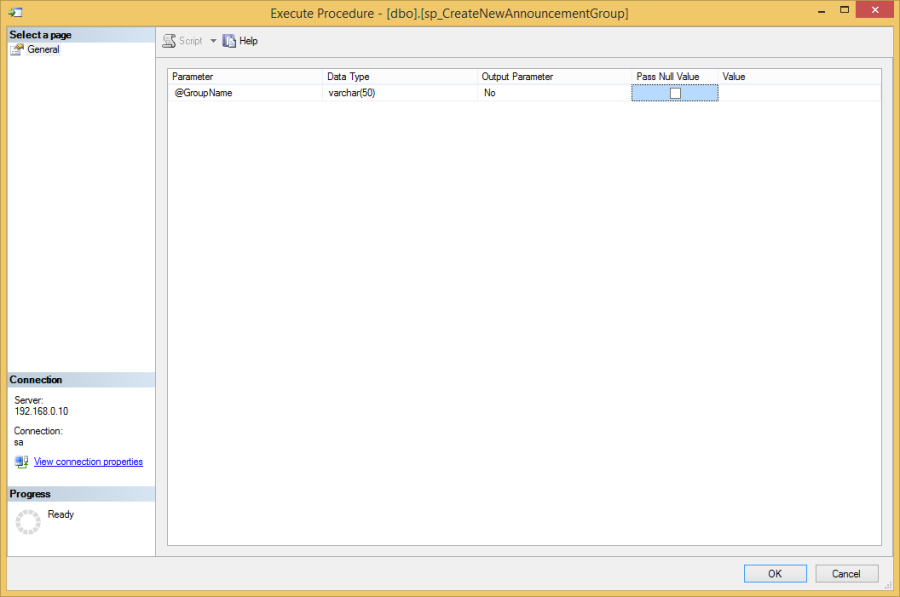 Execute Procedure - [dbo].[sp_CreateNewAnnouncementGroup]
Select a page
General
Script Help
Parameter Data Type Output Parameter Pass Null Value Value
@GroupName varchar(50) No
Connection
Server:
192.168.0.10
Connection:
sa
View connection properties
Progress
Ready
OK Cancel